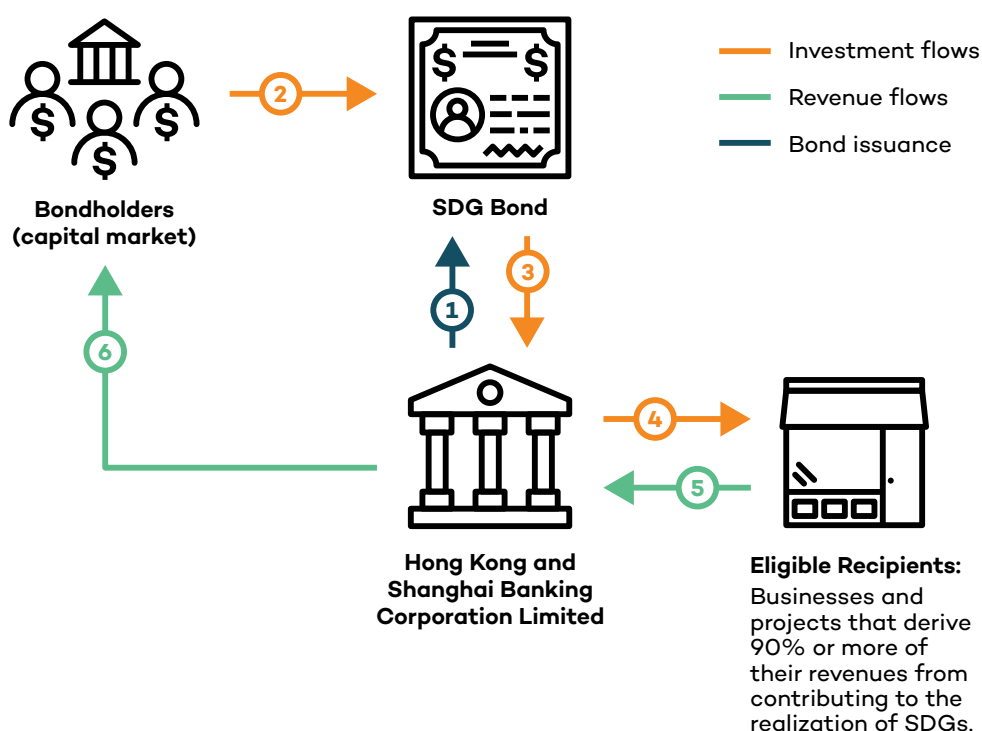 $ $ $
2
$ $
Investment flows
Revenue flows
Bond issuance
Bondholders
(capital market)
SDG Bond
1
3
6
4
5
Hong Kong and
Shanghai Banking
Corporation Limited
Eligible Recipients:
Businesses and
projects that derive
90% or more of
their revenues from
contributing to the
realization of SDGs.